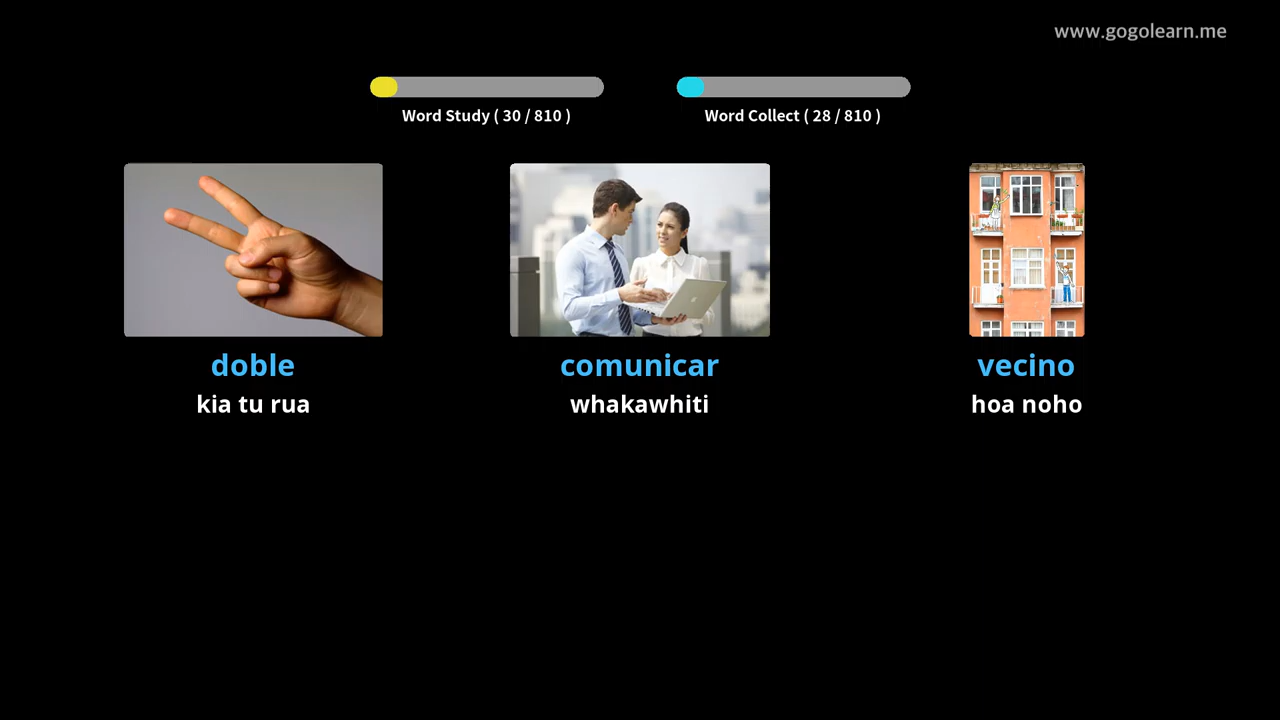 www.gogolearn.me
Word Study ( 30 / 810 )
Word Collect ( 28 / 810 )
doble
comunicar
vecino
kia tu rua
whakawhiti
hoa noho